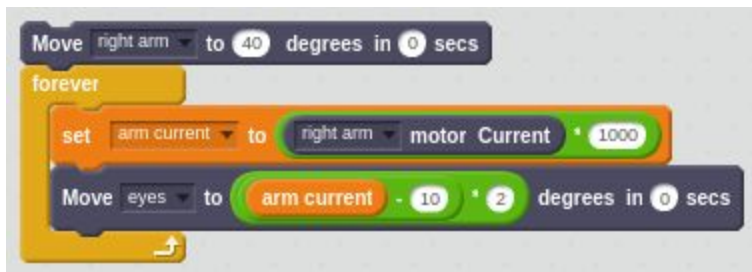 Move right arm to 40 degrees in 0 secs
forever
set arm current to right arm motor Current * 1000
Move eyes to arm current - 10 * 2 degrees in 0 secs